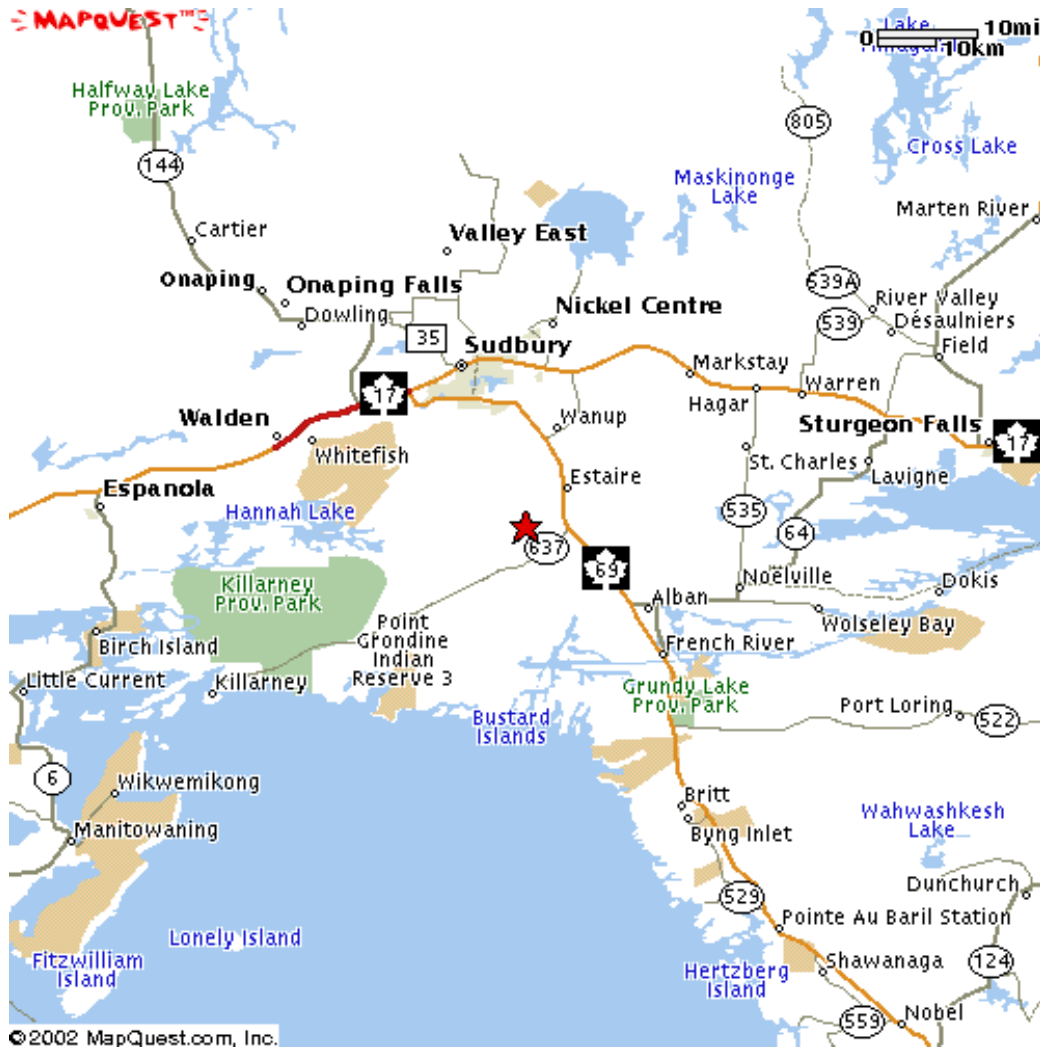 MAPQUEST™
Lake
0 10mi
10km
Halfway Lake
Prov. Park
805
144
Cross Lake
Maskinonge
Lake
Marten River
Cartier
Valley East
Onaping
Onaping Falls
539A
River Valley
Dowling
Nickel Centre
539
Désaulniers
35
Sudbury
Field
Markstay
17
Hagar
Warren
Walden
Wanup
Sturgeon Falls
17
Whitefish
St. Charles
Lavigne
Espanola
Estaire
Hannah Lake
535
64
637
69
Killarney
Prov. Park
Noëlville
Dokis
Alban
Point
Grondine
Indian
Reserve 3
Wolseley Bay
Birch Island
French River
Little Current
Killarney
Grundy Lake
Prov. Park
Port Loring
522
Bustard
Islands
6
Wikwemikong
Britt
Wahwashkesh
Lake
Manitowaning
Byng Inlet
Dunchurch
529
Pointe Au Baril Station
Lonely Island
Fitzwilliam
Island
Hertzberg
Island
Shawanaga
124
Nobel
559
©2002 MapQuest.com, Inc.